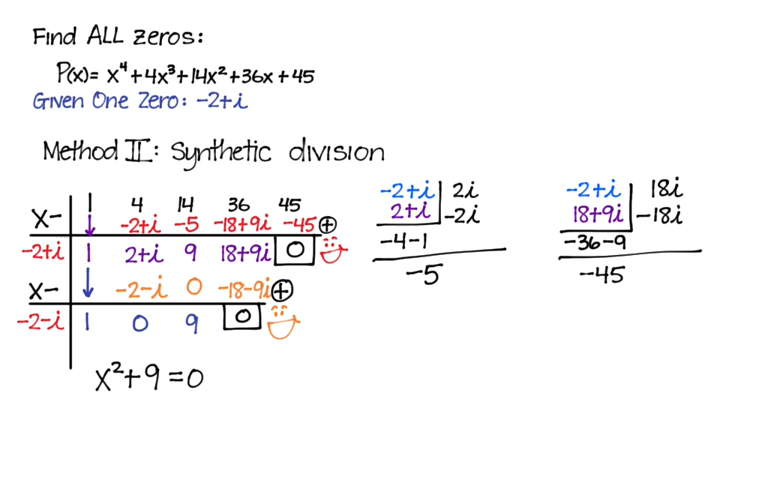 Find ALL zeros:
P(x)= x⁴+4x³+14x²+36x+45
Given One Zero: -2+i
Method II: Synthetic division
x- 1 4 14 36 45
↓ -2+i -5 -18+9i -45 ⊕
-2+i 1 2+i 9 18+9i 0
x- ↓ -2-i 0 -18-9i ⊕
-2-i 1 0 9 0
x²+9=0
-2+i 2i
2+i -2i
-4-1
-5
-2+i 18i
18+9i -18i
-36-9
-45